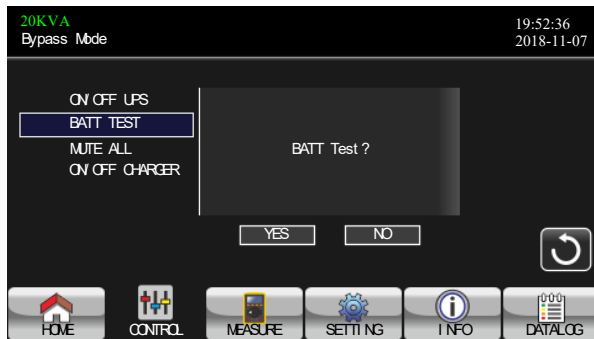 20KVA
Bypass Mode
19:52:36
2018-11-07
ON/OFF UPS
BATT TEST
MUTE ALL
ON/OFF CHARGER
BATT Test ?
YES
NO
HOME
CONTROL
MEASURE
SETTING
INFO
DATALOG